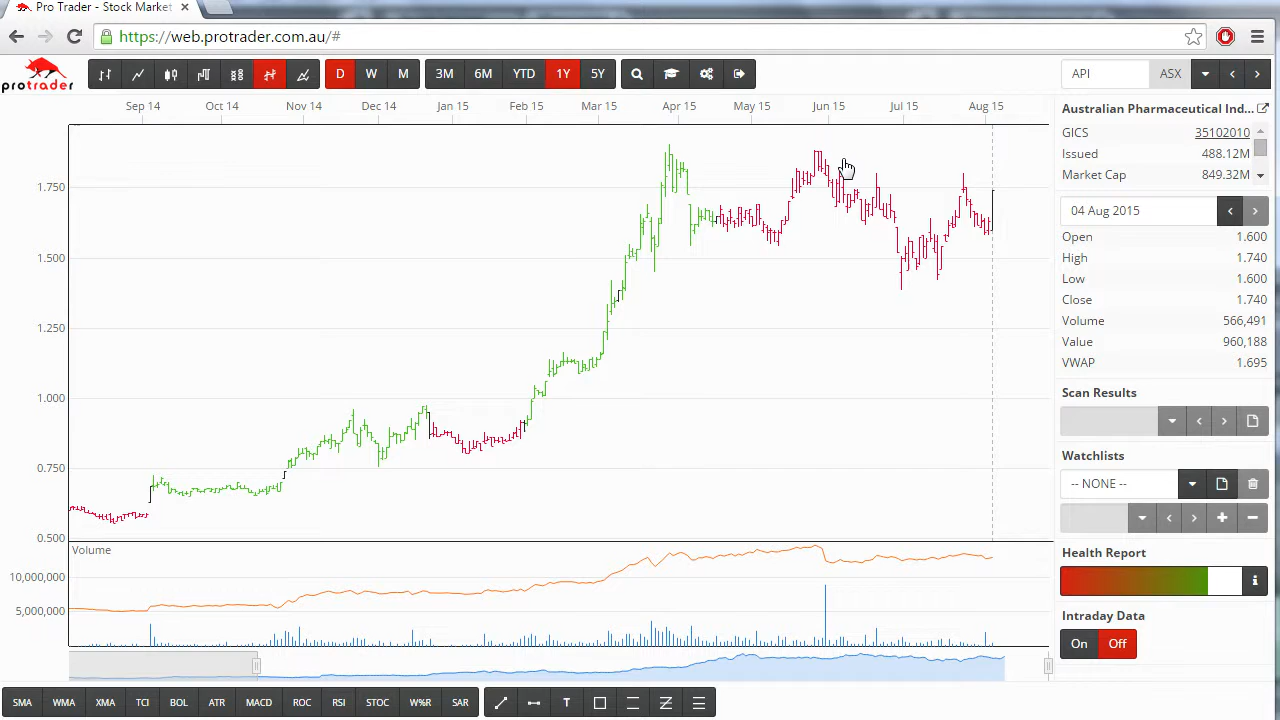 Pro Trader - Stock Market
https://web.protrader.com.au/#
protrader
D W M
3M 6M YTD 1Y 5Y
API ASX
Sep 14 Oct 14 Nov 14 Dec 14 Jan 15 Feb 15 Mar 15 Apr 15 May 15 Jun 15 Jul 15 Aug 15
1.750
1.500
1.250
1.000
0.750
0.500
Volume
10,000,000
5,000,000
Australian Pharmaceutical Ind...
GICS 35102010
Issued 488.12M
Market Cap 849.32M
04 Aug 2015
Open 1.600
High 1.740
Low 1.600
Close 1.740
Volume 566,491
Value 960,188
VWAP 1.695
Scan Results
Watchlists
-- NONE --
Health Report
Intraday Data
On Off
SMA WMA XMA TCI BOL ATR MACD ROC RSI STOC W%R SAR T